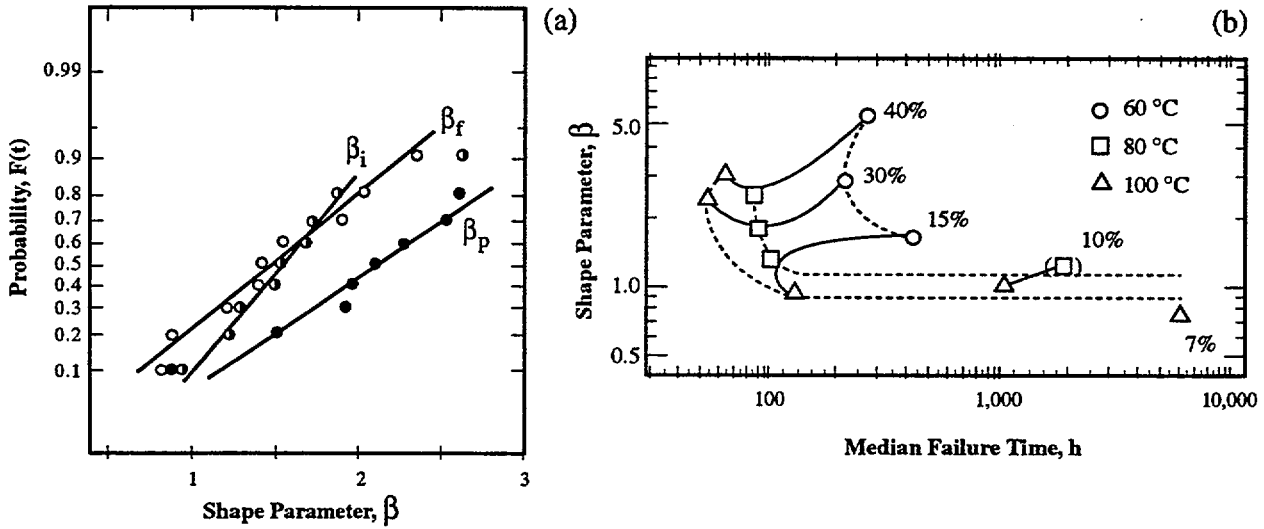 (a)
0.99
0.9
0.8
0.7
0.6
0.5
0.4
0.3
0.2
0.1
Probability, F(t)
βf
βi
βp
1
2
3
Shape Parameter, β
(b)
5.0
1.0
0.5
Shape Parameter, β
40%
30%
15%
10%
7%
60 °C
80 °C
100 °C
100
1,000
10,000
Median Failure Time, h